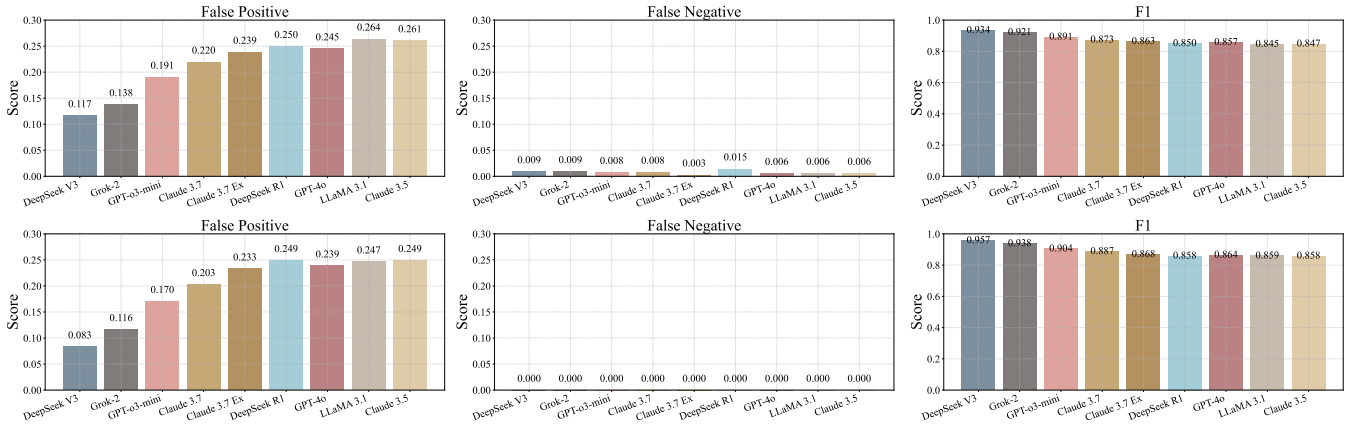 False Positive
Score
0.30
0.25
0.20
0.15
0.10
0.05
0.00
0.117
0.138
0.191
0.220
0.239
0.250
0.245
0.264
0.261
DeepSeek V3
Grok-2
GPT-o3-mini
Claude 3.7
Claude 3.7 Ex
DeepSeek R1
GPT-4o
LLaMA 3.1
Claude 3.5
False Negative
Score
0.30
0.25
0.20
0.15
0.10
0.05
0.00
0.009
0.009
0.008
0.008
0.003
0.015
0.006
0.006
0.006
DeepSeek V3
Grok-2
GPT-o3-mini
Claude 3.7
Claude 3.7 Ex
DeepSeek R1
GPT-4o
LLaMA 3.1
Claude 3.5
F1
Score
1.0
0.8
0.6
0.4
0.2
0.0
0.934
0.921
0.891
0.873
0.863
0.850
0.857
0.845
0.847
DeepSeek V3
Grok-2
GPT-o3-mini
Claude 3.7
Claude 3.7 Ex
DeepSeek R1
GPT-4o
LLaMA 3.1
Claude 3.5
False Positive
Score
0.30
0.25
0.20
0.15
0.10
0.05
0.00
0.083
0.116
0.170
0.203
0.233
0.249
0.239
0.247
0.249
DeepSeek V3
Grok-2
GPT-o3-mini
Claude 3.7
Claude 3.7 Ex
DeepSeek R1
GPT-4o
LLaMA 3.1
Claude 3.5
False Negative
Score
0.30
0.25
0.20
0.15
0.10
0.05
0.00
0.000
0.000
0.000
0.000
0.000
0.000
0.000
0.000
0.000
DeepSeek V3
Grok-2
GPT-o3-mini
Claude 3.7
Claude 3.7 Ex
DeepSeek R1
GPT-4o
LLaMA 3.1
Claude 3.5
F1
Score
1.0
0.8
0.6
0.4
0.2
0.0
0.957
0.938
0.904
0.887
0.868
0.858
0.864
0.859
0.858
DeepSeek V3
Grok-2
GPT-o3-mini
Claude 3.7
Claude 3.7 Ex
DeepSeek R1
GPT-4o
LLaMA 3.1
Claude 3.5